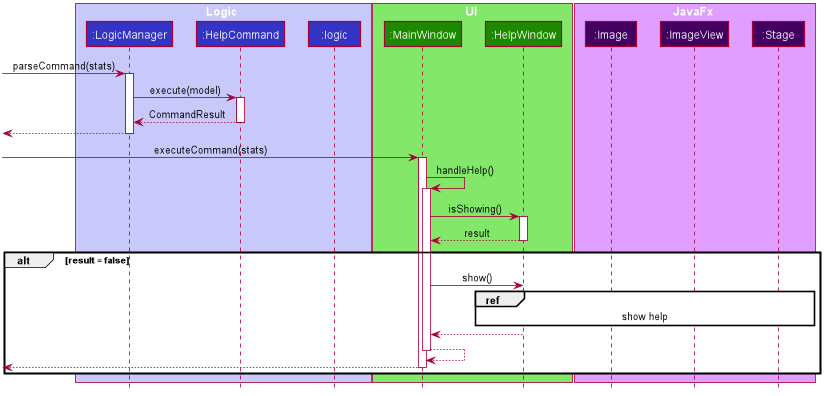 Logic
UI
JavaFx
:LogicManager
:HelpCommand
:logic
:MainWindow
:HelpWindow
:Image
:ImageView
:Stage
parseCommand(stats)
execute(model)
CommandResult
executeCommand(stats)
handleHelp()
isShowing()
result
alt
[result = false]
show()
ref
show help